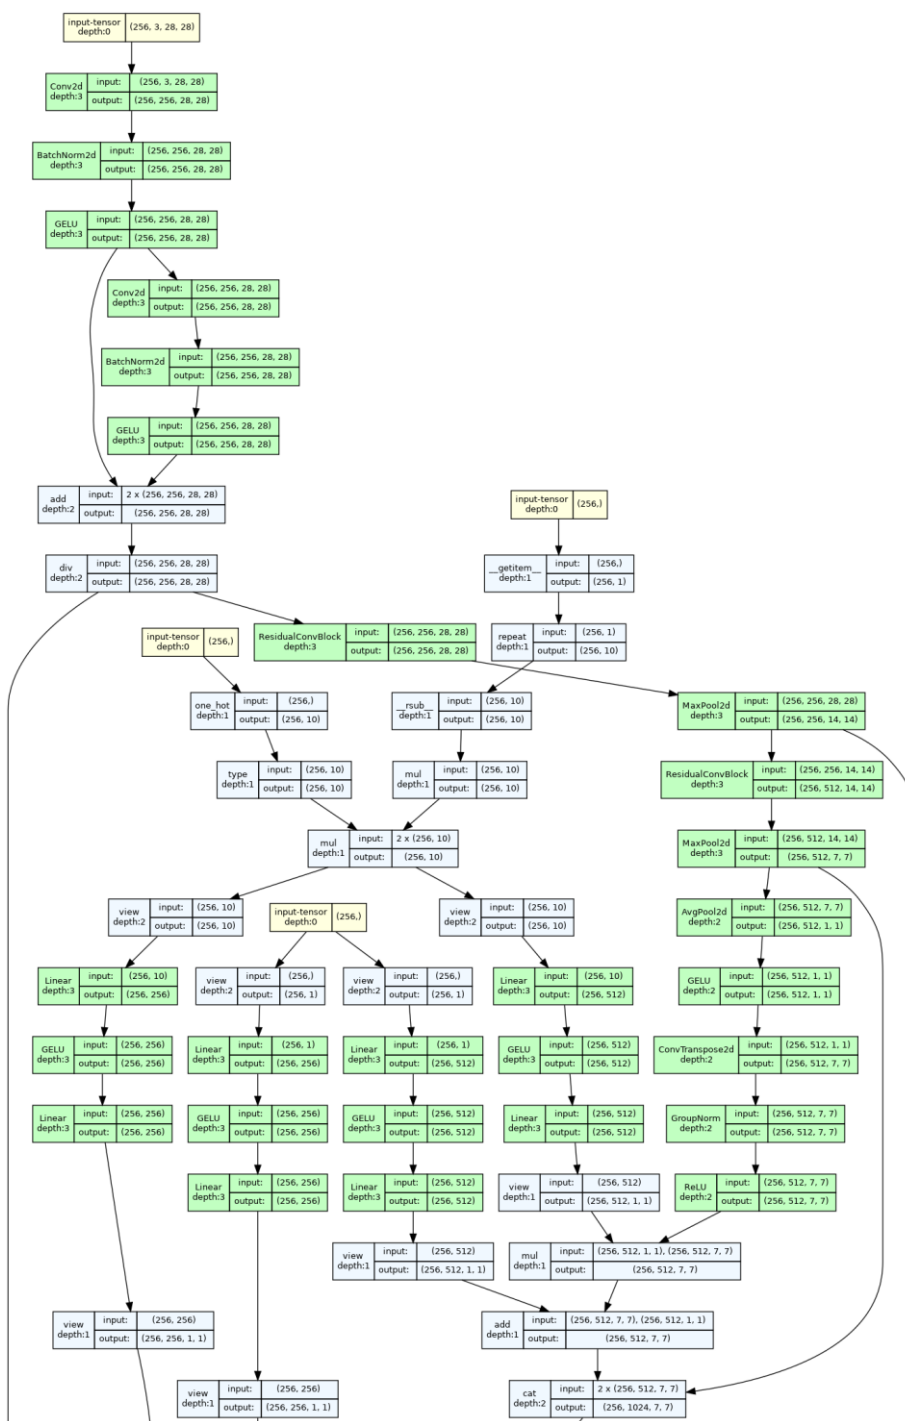 input-tensor
depth:0
(256, 3, 28, 28)
Conv2d
depth:3
input:
(256, 3, 28, 28)
output:
(256, 256, 28, 28)
BatchNorm2d
depth:3
input:
(256, 256, 28, 28)
output:
(256, 256, 28, 28)
GELU
depth:3
input:
(256, 256, 28, 28)
output:
(256, 256, 28, 28)
Conv2d
depth:3
input:
(256, 256, 28, 28)
output:
(256, 256, 28, 28)
BatchNorm2d
depth:3
input:
(256, 256, 28, 28)
output:
(256, 256, 28, 28)
GELU
depth:3
input:
(256, 256, 28, 28)
output:
(256, 256, 28, 28)
add
depth:2
input:
2 x (256, 256, 28, 28)
output:
(256, 256, 28, 28)
input-tensor
depth:0
(256,)
div
depth:2
input:
(256, 256, 28, 28)
output:
(256, 256, 28, 28)
__getitem__
depth:1
input:
(256,)
output:
(256, 1)
input-tensor
depth:0
(256,)
ResidualConvBlock
depth:3
input:
(256, 256, 28, 28)
output:
(256, 256, 28, 28)
repeat
depth:1
input:
(256, 1)
output:
(256, 10)
one_hot
depth:1
input:
(256,)
output:
(256, 10)
__rsub__
depth:1
input:
(256, 10)
output:
(256, 10)
MaxPool2d
depth:3
input:
(256, 256, 28, 28)
output:
(256, 256, 14, 14)
type
depth:1
input:
(256, 10)
output:
(256, 10)
mul
depth:1
input:
(256, 10)
output:
(256, 10)
ResidualConvBlock
depth:3
input:
(256, 256, 14, 14)
output:
(256, 512, 14, 14)
mul
depth:1
input:
2 x (256, 10)
output:
(256, 10)
MaxPool2d
depth:3
input:
(256, 512, 14, 14)
output:
(256, 512, 7, 7)
view
depth:2
input:
(256, 10)
output:
(256, 10)
input-tensor
depth:0
(256,)
view
depth:2
input:
(256, 10)
output:
(256, 10)
AvgPool2d
depth:2
input:
(256, 512, 7, 7)
output:
(256, 512, 1, 1)
Linear
depth:3
input:
(256, 10)
output:
(256, 256)
view
depth:2
input:
(256,)
output:
(256, 1)
view
depth:2
input:
(256,)
output:
(256, 1)
Linear
depth:3
input:
(256, 10)
output:
(256, 512)
GELU
depth:2
input:
(256, 512, 1, 1)
output:
(256, 512, 1, 1)
GELU
depth:3
input:
(256, 256)
output:
(256, 256)
Linear
depth:3
input:
(256, 1)
output:
(256, 256)
Linear
depth:3
input:
(256, 1)
output:
(256, 512)
GELU
depth:3
input:
(256, 512)
output:
(256, 512)
ConvTranspose2d
depth:2
input:
(256, 512, 1, 1)
output:
(256, 512, 7, 7)
Linear
depth:3
input:
(256, 256)
output:
(256, 256)
GELU
depth:3
input:
(256, 256)
output:
(256, 256)
GELU
depth:3
input:
(256, 512)
output:
(256, 512)
Linear
depth:3
input:
(256, 512)
output:
(256, 512)
GroupNorm
depth:2
input:
(256, 512, 7, 7)
output:
(256, 512, 7, 7)
Linear
depth:3
input:
(256, 256)
output:
(256, 256)
Linear
depth:3
input:
(256, 512)
output:
(256, 512)
view
depth:1
input:
(256, 512)
output:
(256, 512, 1, 1)
ReLU
depth:2
input:
(256, 512, 7, 7)
output:
(256, 512, 7, 7)
view
depth:1
input:
(256, 512)
output:
(256, 512, 1, 1)
mul
depth:1
input:
(256, 512, 1, 1), (256, 512, 7, 7)
output:
(256, 512, 7, 7)
view
depth:1
input:
(256, 256)
output:
(256, 256, 1, 1)
add
depth:1
input:
(256, 512, 7, 7), (256, 512, 1, 1)
output:
(256, 512, 7, 7)
view
depth:1
input:
(256, 256)
output:
(256, 256, 1, 1)
cat
depth:2
input:
2 x (256, 512, 7, 7)
output:
(256, 1024, 7, 7)